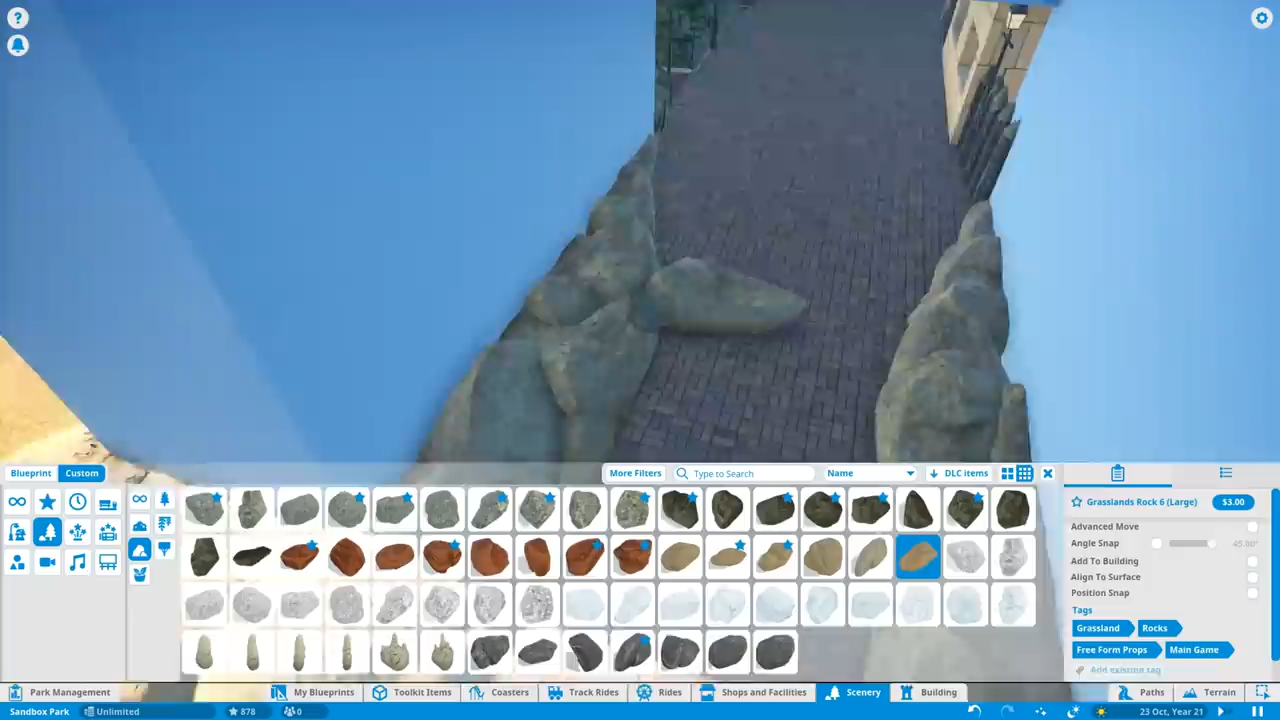 ?
Blueprint
Custom
More Filters
Type to Search
Name
DLC items
Grasslands Rock 6 (Large)
$3.00
Advanced Move
Angle Snap
45.00°
Add To Building
Align To Surface
Position Snap
Tags
Grassland
Rocks
Free Form Props
Main Game
Add existing tag
Park Management
My Blueprints
Toolkit Items
Coasters
Track Rides
Rides
Shops and Facilities
Scenery
Building
Paths
Terrain
Sandbox Park
Unlimited
878
0
23 Oct, Year 21